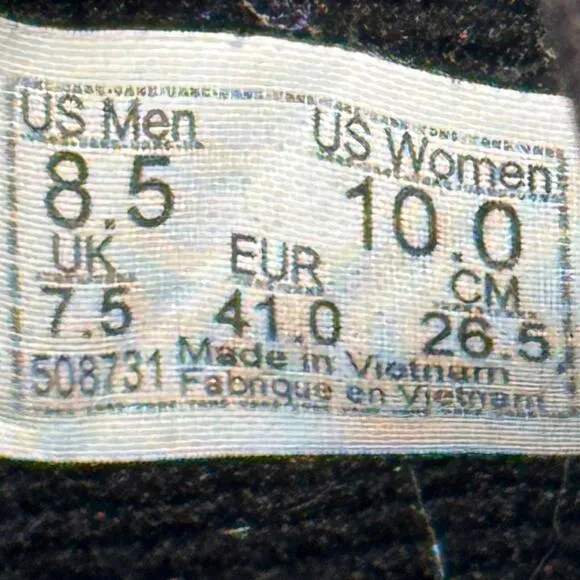 US Men US Women
8.5 10.0
UK EUR CM
7.5 41.0 26.5
508731 Made in Vietnam
Fabrique en Vietnam